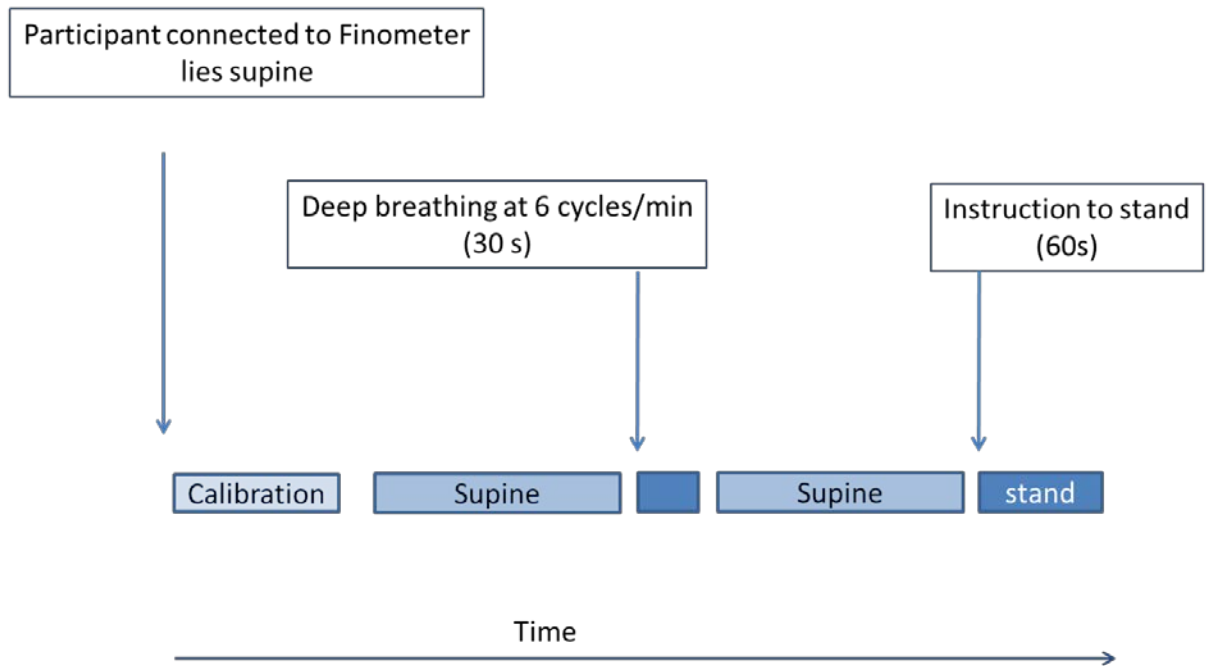 Participant connected to Finometer
lies supine
Deep breathing at 6 cycles/min
(30 s)
Instruction to stand
(60s)
Calibration
Supine
Supine
stand
Time